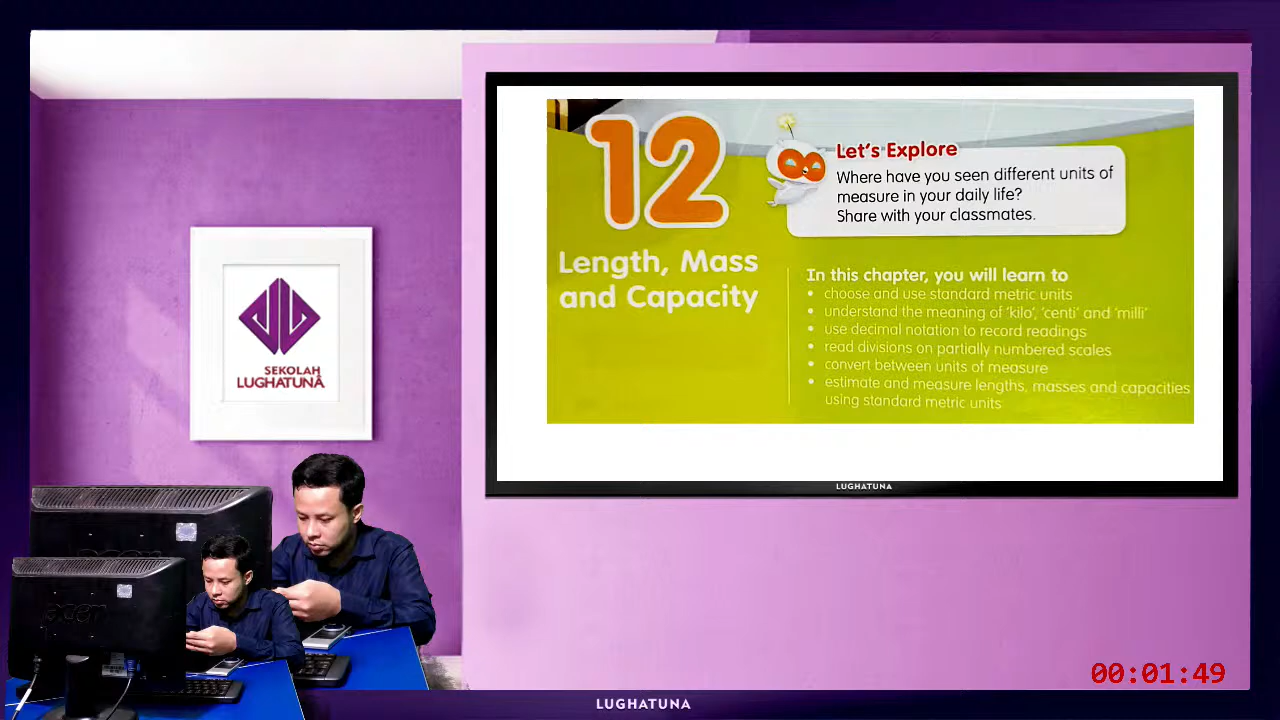 12
Length, Mass
and Capacity
Let's Explore
Where have you seen different units of
measure in your daily life?
Share with your classmates.
In this chapter, you will learn to
• choose and use standard metric units
• understand the meaning of 'kilo', 'centi' and 'milli'
• use decimal notation to record readings
• read divisions on partially numbered scales
• convert between units of measure
• estimate and measure lengths, masses and capacities
using standard metric units
LUGHATUNA
SEKOLAH
LUGHATUNA
acer
00:01:49
LUGHATUNA